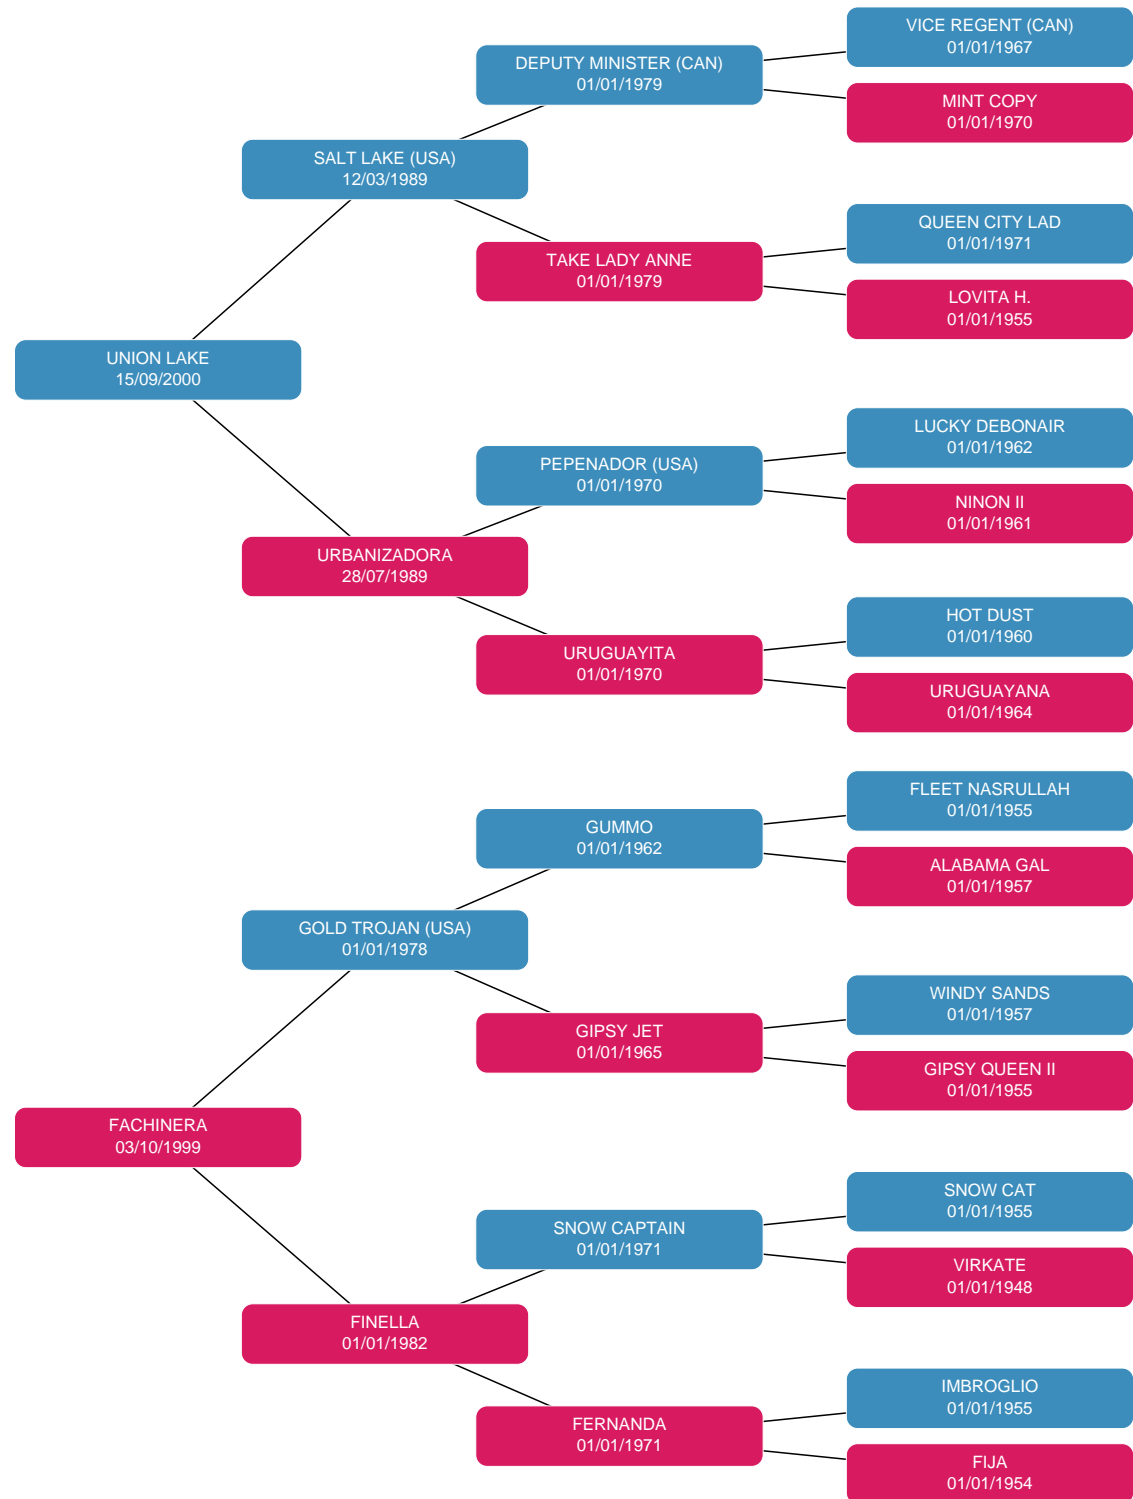 VICE REGENT (CAN)
01/01/1967
DEPUTY MINISTER (CAN)
01/01/1979
MINT COPY
01/01/1970
SALT LAKE (USA)
12/03/1989
QUEEN CITY LAD
01/01/1971
TAKE LADY ANNE
01/01/1979
LOVITA H.
01/01/1955
UNION LAKE
15/09/2000
LUCKY DEBONAIR
01/01/1962
PEPENADOR (USA)
01/01/1970
NINON II
01/01/1961
URBANIZADORA
28/07/1989
HOT DUST
01/01/1960
URUGUAYITA
01/01/1970
URUGUAYANA
01/01/1964
FLEET NASRULLAH
01/01/1955
GUMMO
01/01/1962
ALABAMA GAL
01/01/1957
GOLD TROJAN (USA)
01/01/1978
WINDY SANDS
01/01/1957
GIPSY JET
01/01/1965
GIPSY QUEEN II
01/01/1955
FACHINERA
03/10/1999
SNOW CAT
01/01/1955
SNOW CAPTAIN
01/01/1971
VIRKATE
01/01/1948
FINELLA
01/01/1982
IMBROGLIO
01/01/1955
FERNANDA
01/01/1971
FIJA
01/01/1954